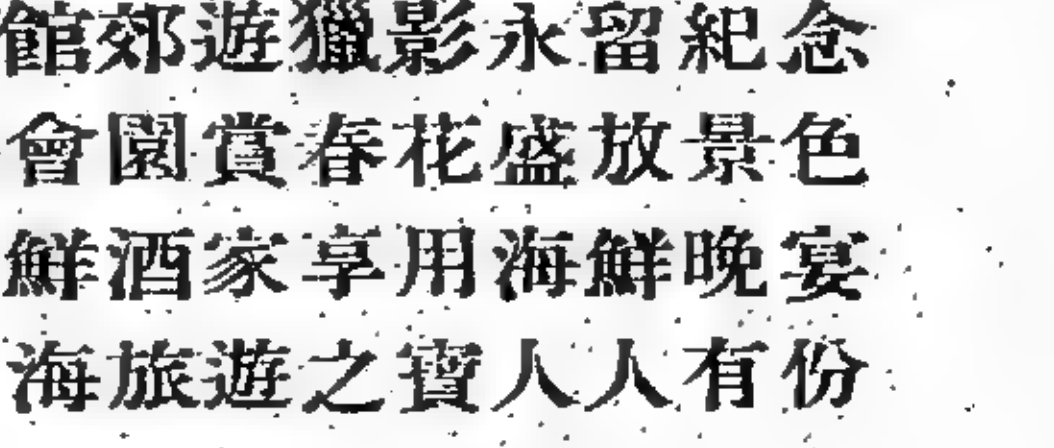 館郊遊獵影永留紀念
會園賞春花盛放景色
鮮酒家享用海鮮晚宴
海旅遊之寶人人有份